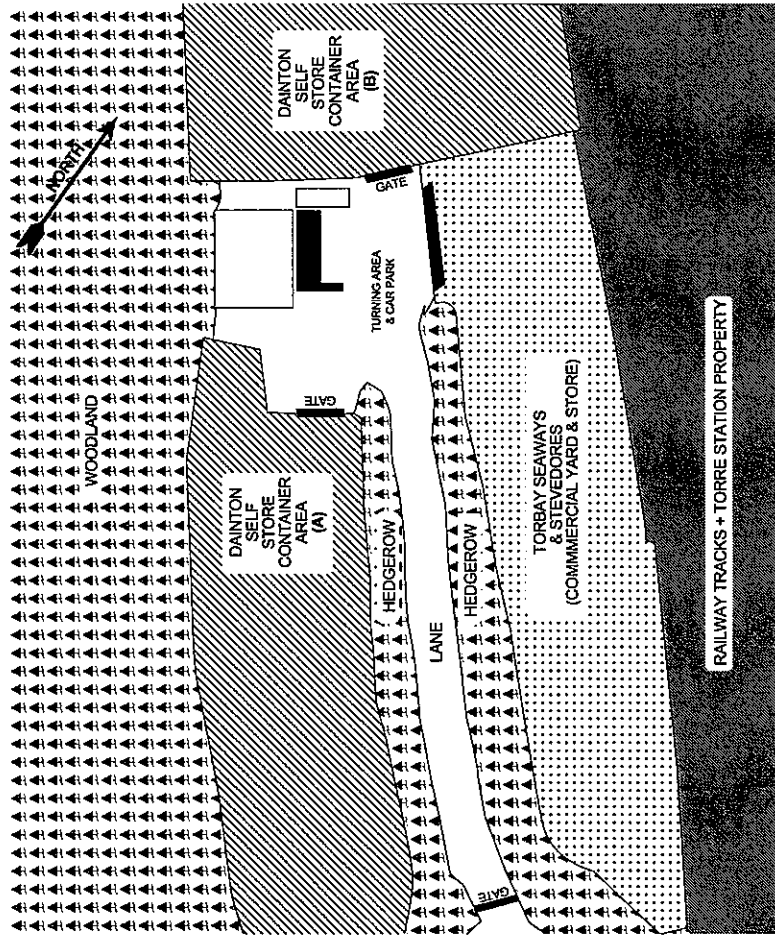 NORTH
WOODLAND
DAINTON
SELF
STORE
CONTAINER
AREA
(B)
GATE
TURNING AREA
& CAR PARK
GATE
DAINTON
SELF
STORE
CONTAINER
AREA
(A)
HEDGEROW
LANE
HEDGEROW
TORBAY SEAWAYS
& STEVEDORES
(COMMMERCIAL YARD & STORE)
GATE
RAILWAY TRACKS + TORRE STATION PROPERTY